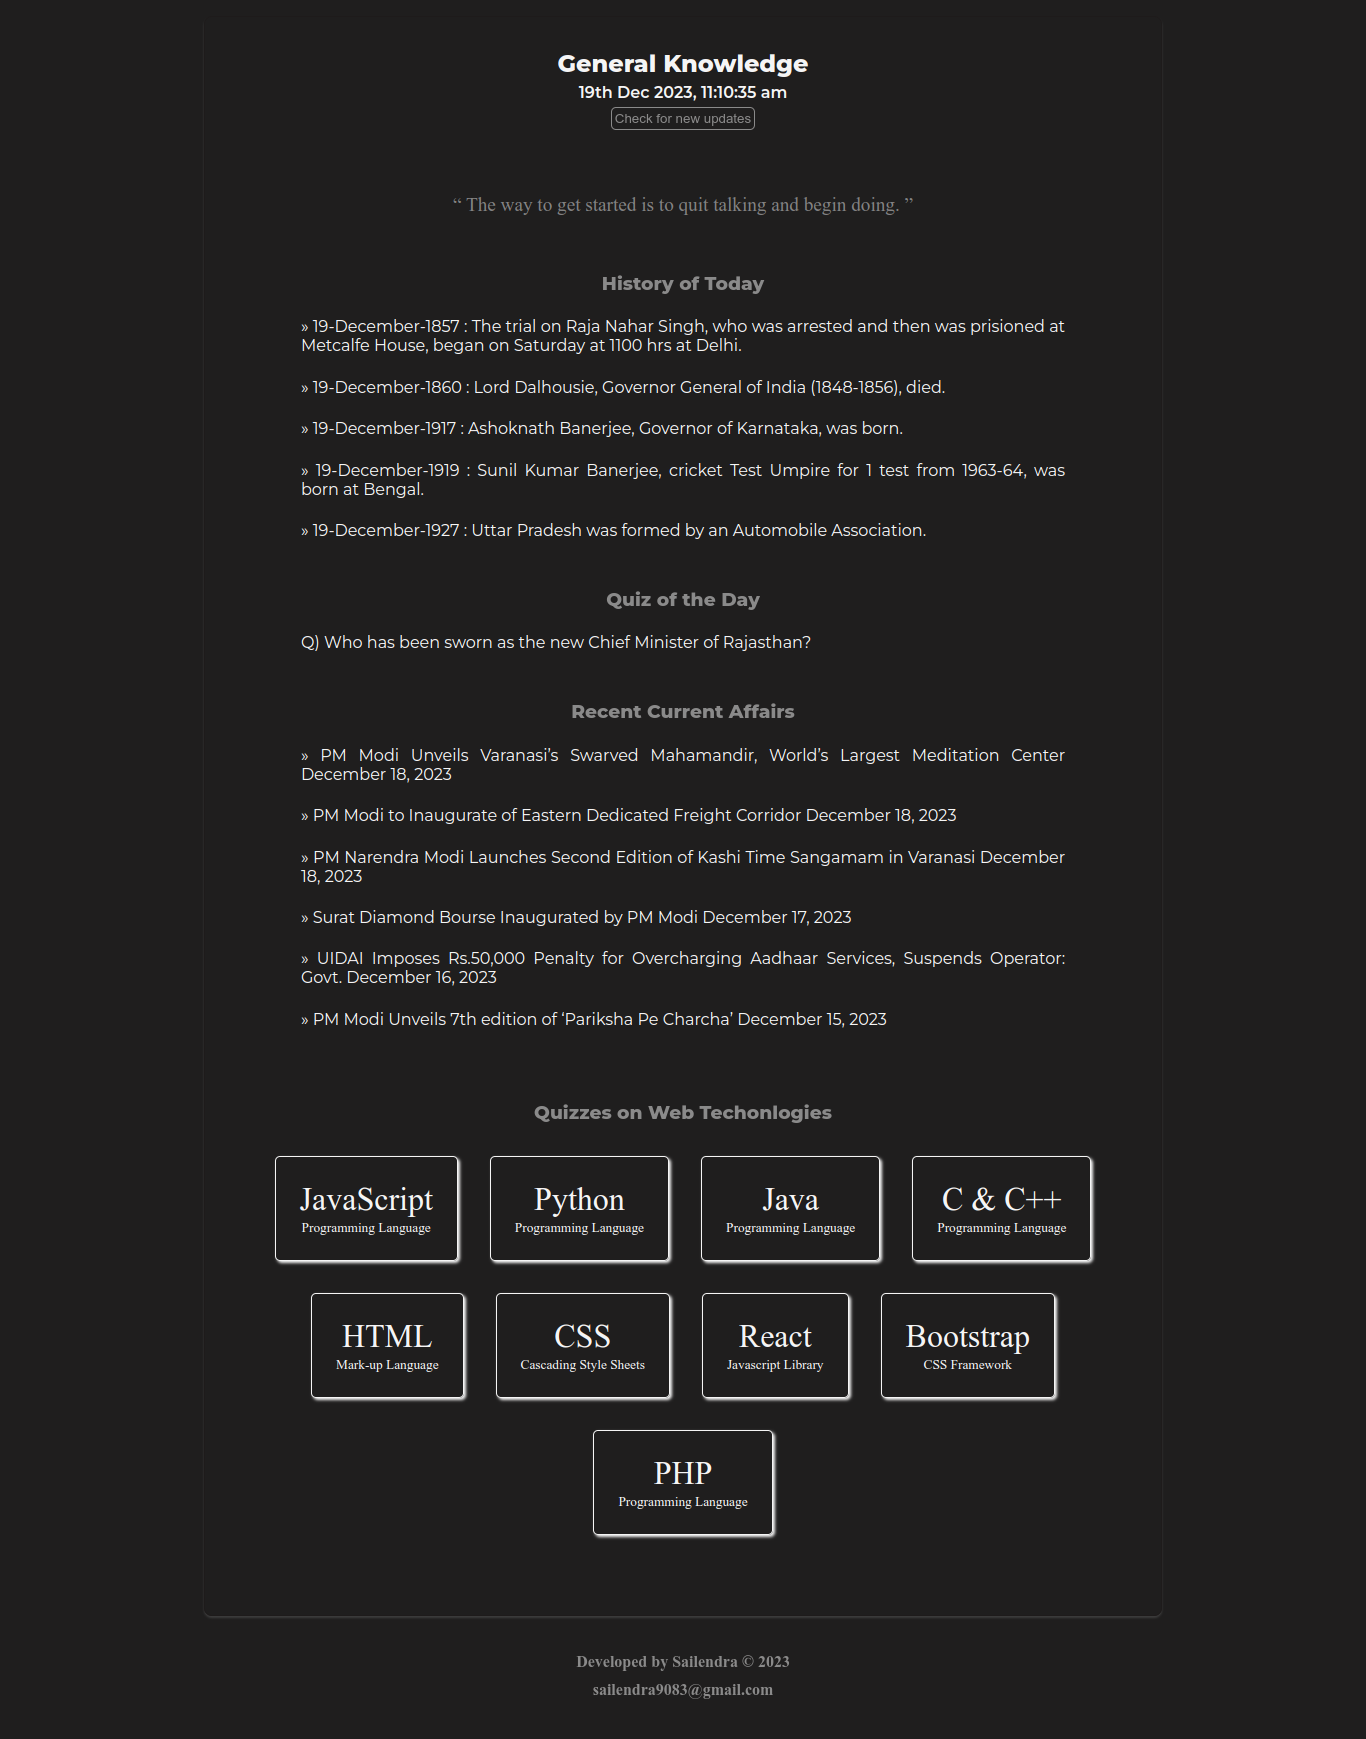 General Knowledge
19th Dec 2023, 11:10:35 am
Check for new updates
“ The way to get started is to quit talking and begin doing. ”
History of Today
» 19-December-1857 : The trial on Raja Nahar Singh, who was arrested and then was prisioned at
Metcalfe House, began on Saturday at 1100 hrs at Delhi.
» 19-December-1860 : Lord Dalhousie, Governor General of India (1848-1856), died.
» 19-December-1917 : Ashoknath Banerjee, Governor of Karnataka, was born.
» 19-December-1919 : Sunil Kumar Banerjee, cricket Test Umpire for 1 test from 1963-64, was
born at Bengal.
» 19-December-1927 : Uttar Pradesh was formed by an Automobile Association.
Quiz of the Day
Q) Who has been sworn as the new Chief Minister of Rajasthan?
Recent Current Affairs
» PM Modi Unveils Varanasi’s Swarved Mahamandir, World’s Largest Meditation Center
December 18, 2023
» PM Modi to Inaugurate of Eastern Dedicated Freight Corridor December 18, 2023
» PM Narendra Modi Launches Second Edition of Kashi Time Sangamam in Varanasi December
18, 2023
» Surat Diamond Bourse Inaugurated by PM Modi December 17, 2023
» UIDAI Imposes Rs.50,000 Penalty for Overcharging Aadhaar Services, Suspends Operator:
Govt. December 16, 2023
» PM Modi Unveils 7th edition of ‘Pariksha Pe Charcha’ December 15, 2023
Quizzes on Web Techonlogies
JavaScript
Programming Language
Python
Programming Language
Java
Programming Language
C & C++
Programming Language
HTML
Mark-up Language
CSS
Cascading Style Sheets
React
Javascript Library
Bootstrap
CSS Framework
PHP
Programming Language
Developed by Sailendra © 2023
sailendra9083@gmail.com